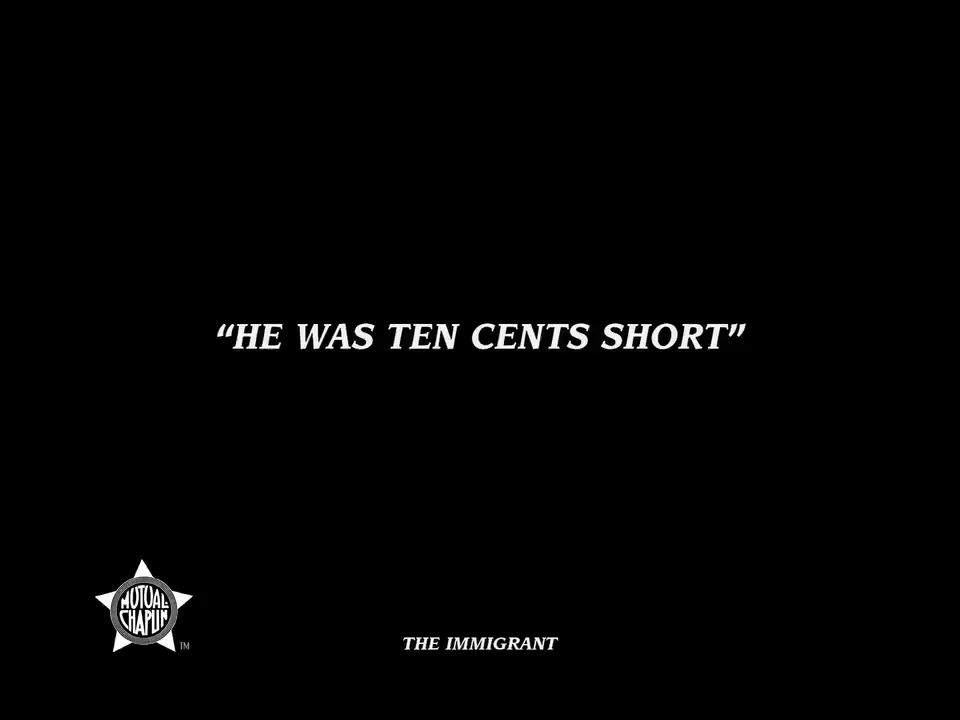 “HE WAS TEN CENTS SHORT”
MUTUAL-
CHAPLIN
TM
THE IMMIGRANT